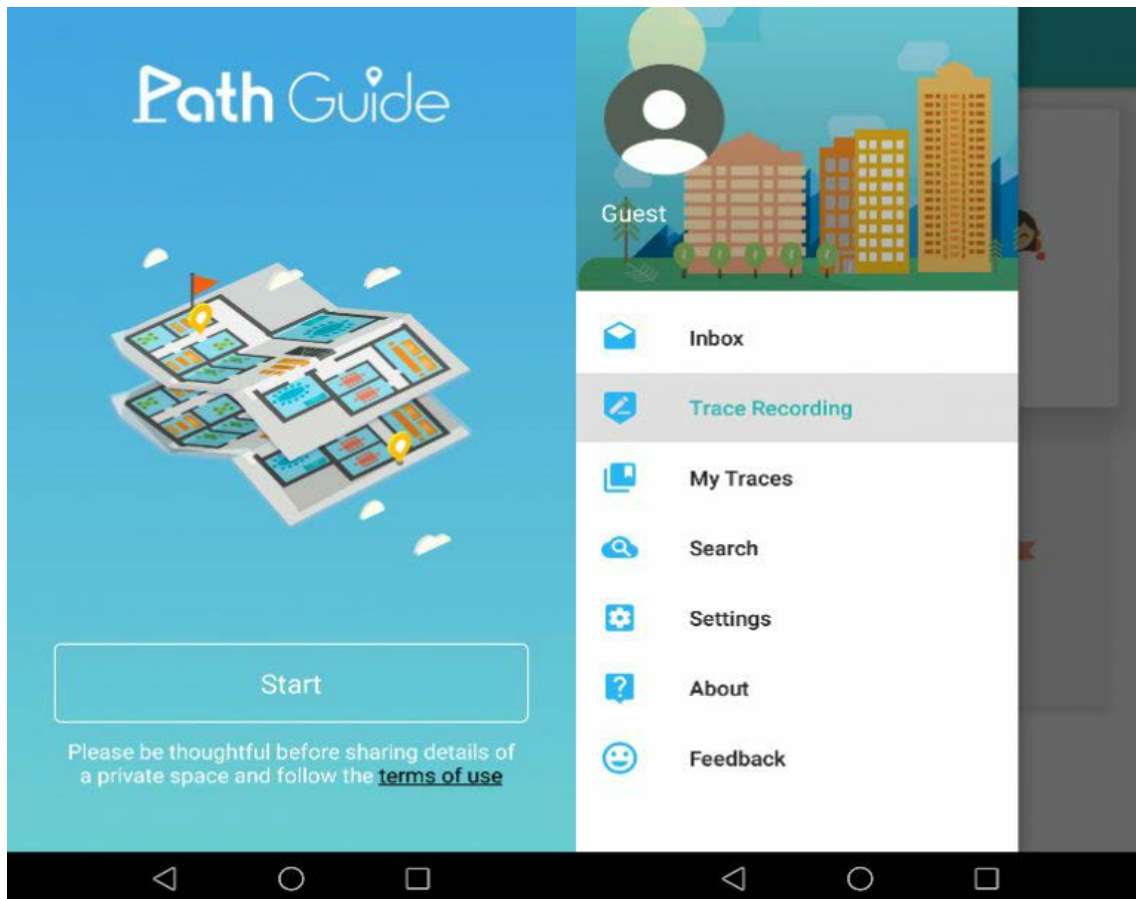 Path Guide
Start
Please be thoughtful before sharing details of
a private space and follow the terms of use
Guest
Inbox
Trace Recording
My Traces
Search
Settings
About
Feedback